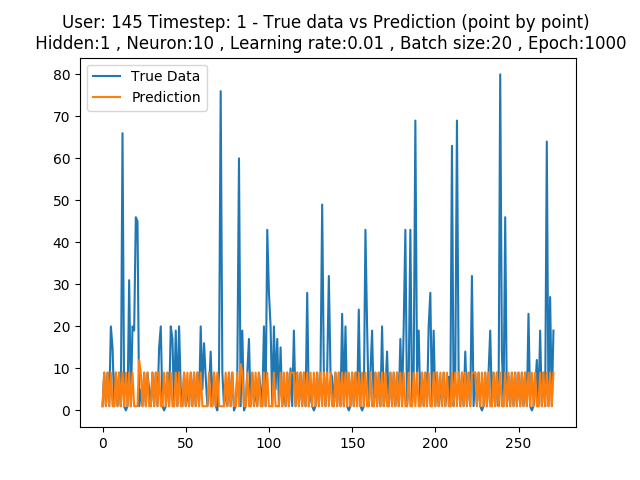 User: 145 Timestep: 1 - True data vs Prediction (point by point)
Hidden:1 , Neuron:10 , Learning rate:0.01 , Batch size:20 , Epoch:1000
True Data
Prediction
80
70
60
50
40
30
20
10
0
0 50 100 150 200 250